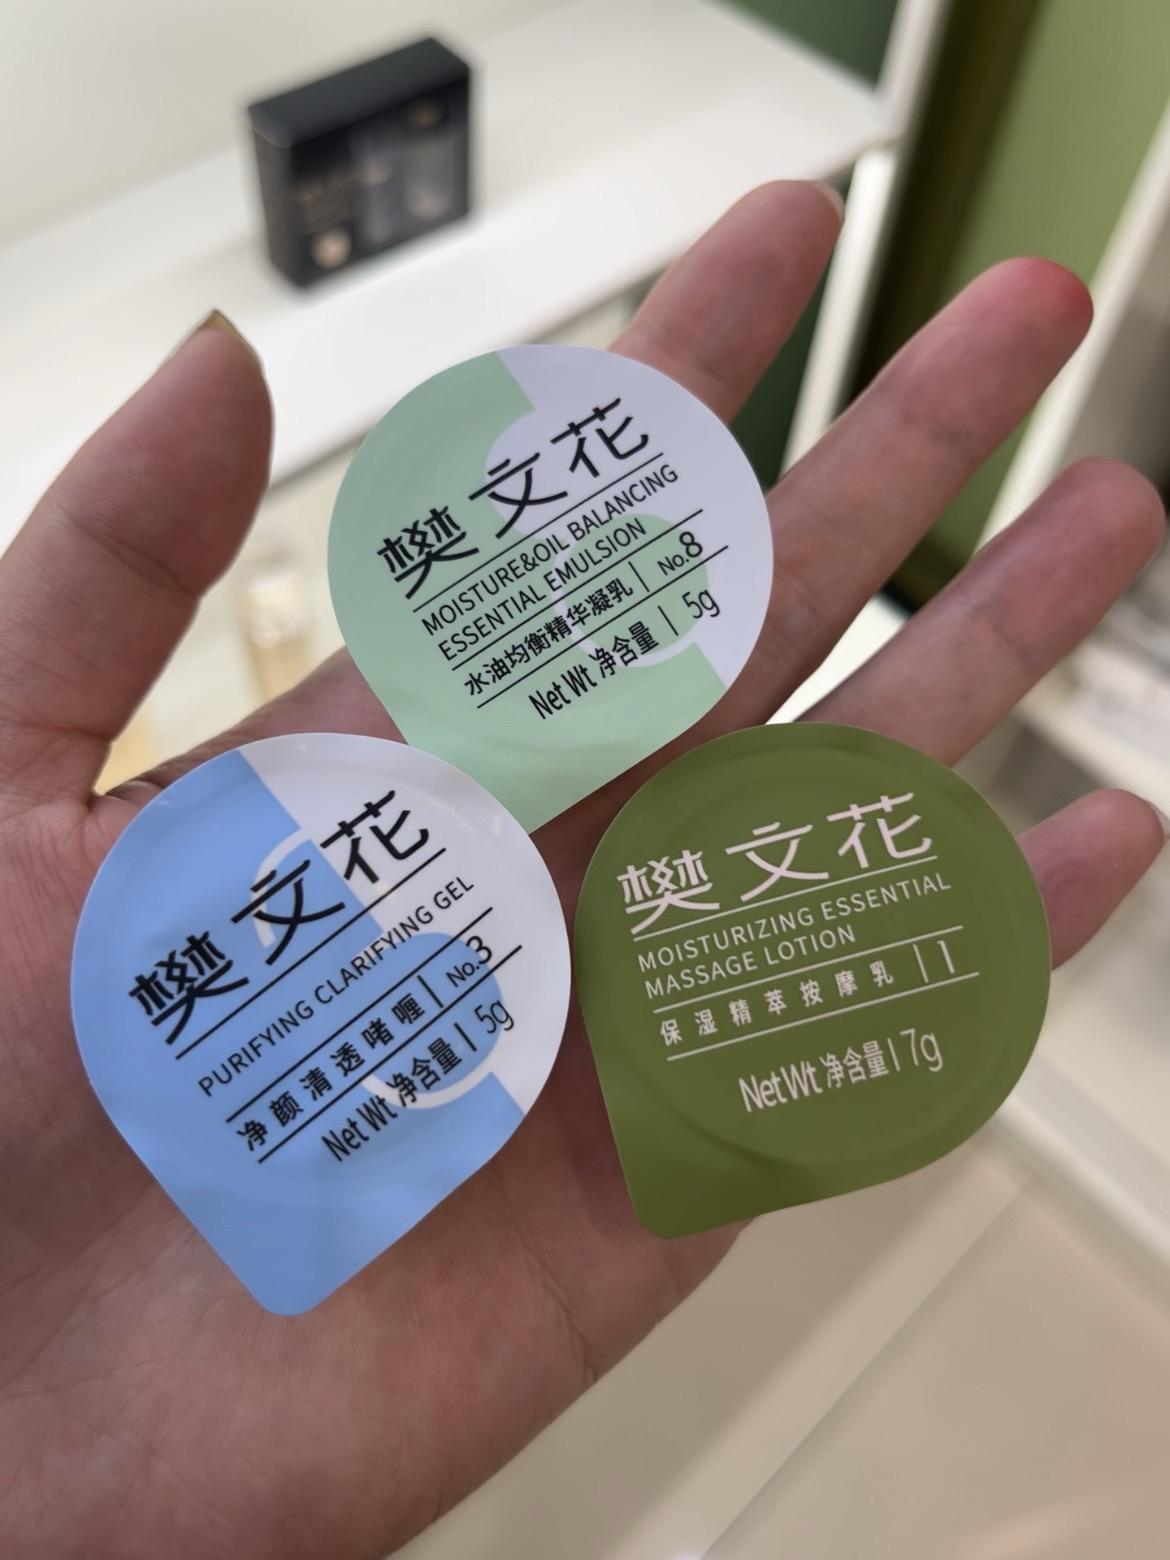 樊文花
MOISTURE&OIL BALANCING
ESSENTIAL EMULSION
水油均衡精华凝乳 | No.8
Net Wt 净含量 | 5g
樊文花
PURIFYING CLARIFYING GEL
净颜清透啫喱 | No.3
Net Wt 净含量 | 5g
樊文花
MOISTURIZING ESSENTIAL
MASSAGE LOTION
保湿精萃按摩乳 | 1
Net Wt 净含量 | 7g